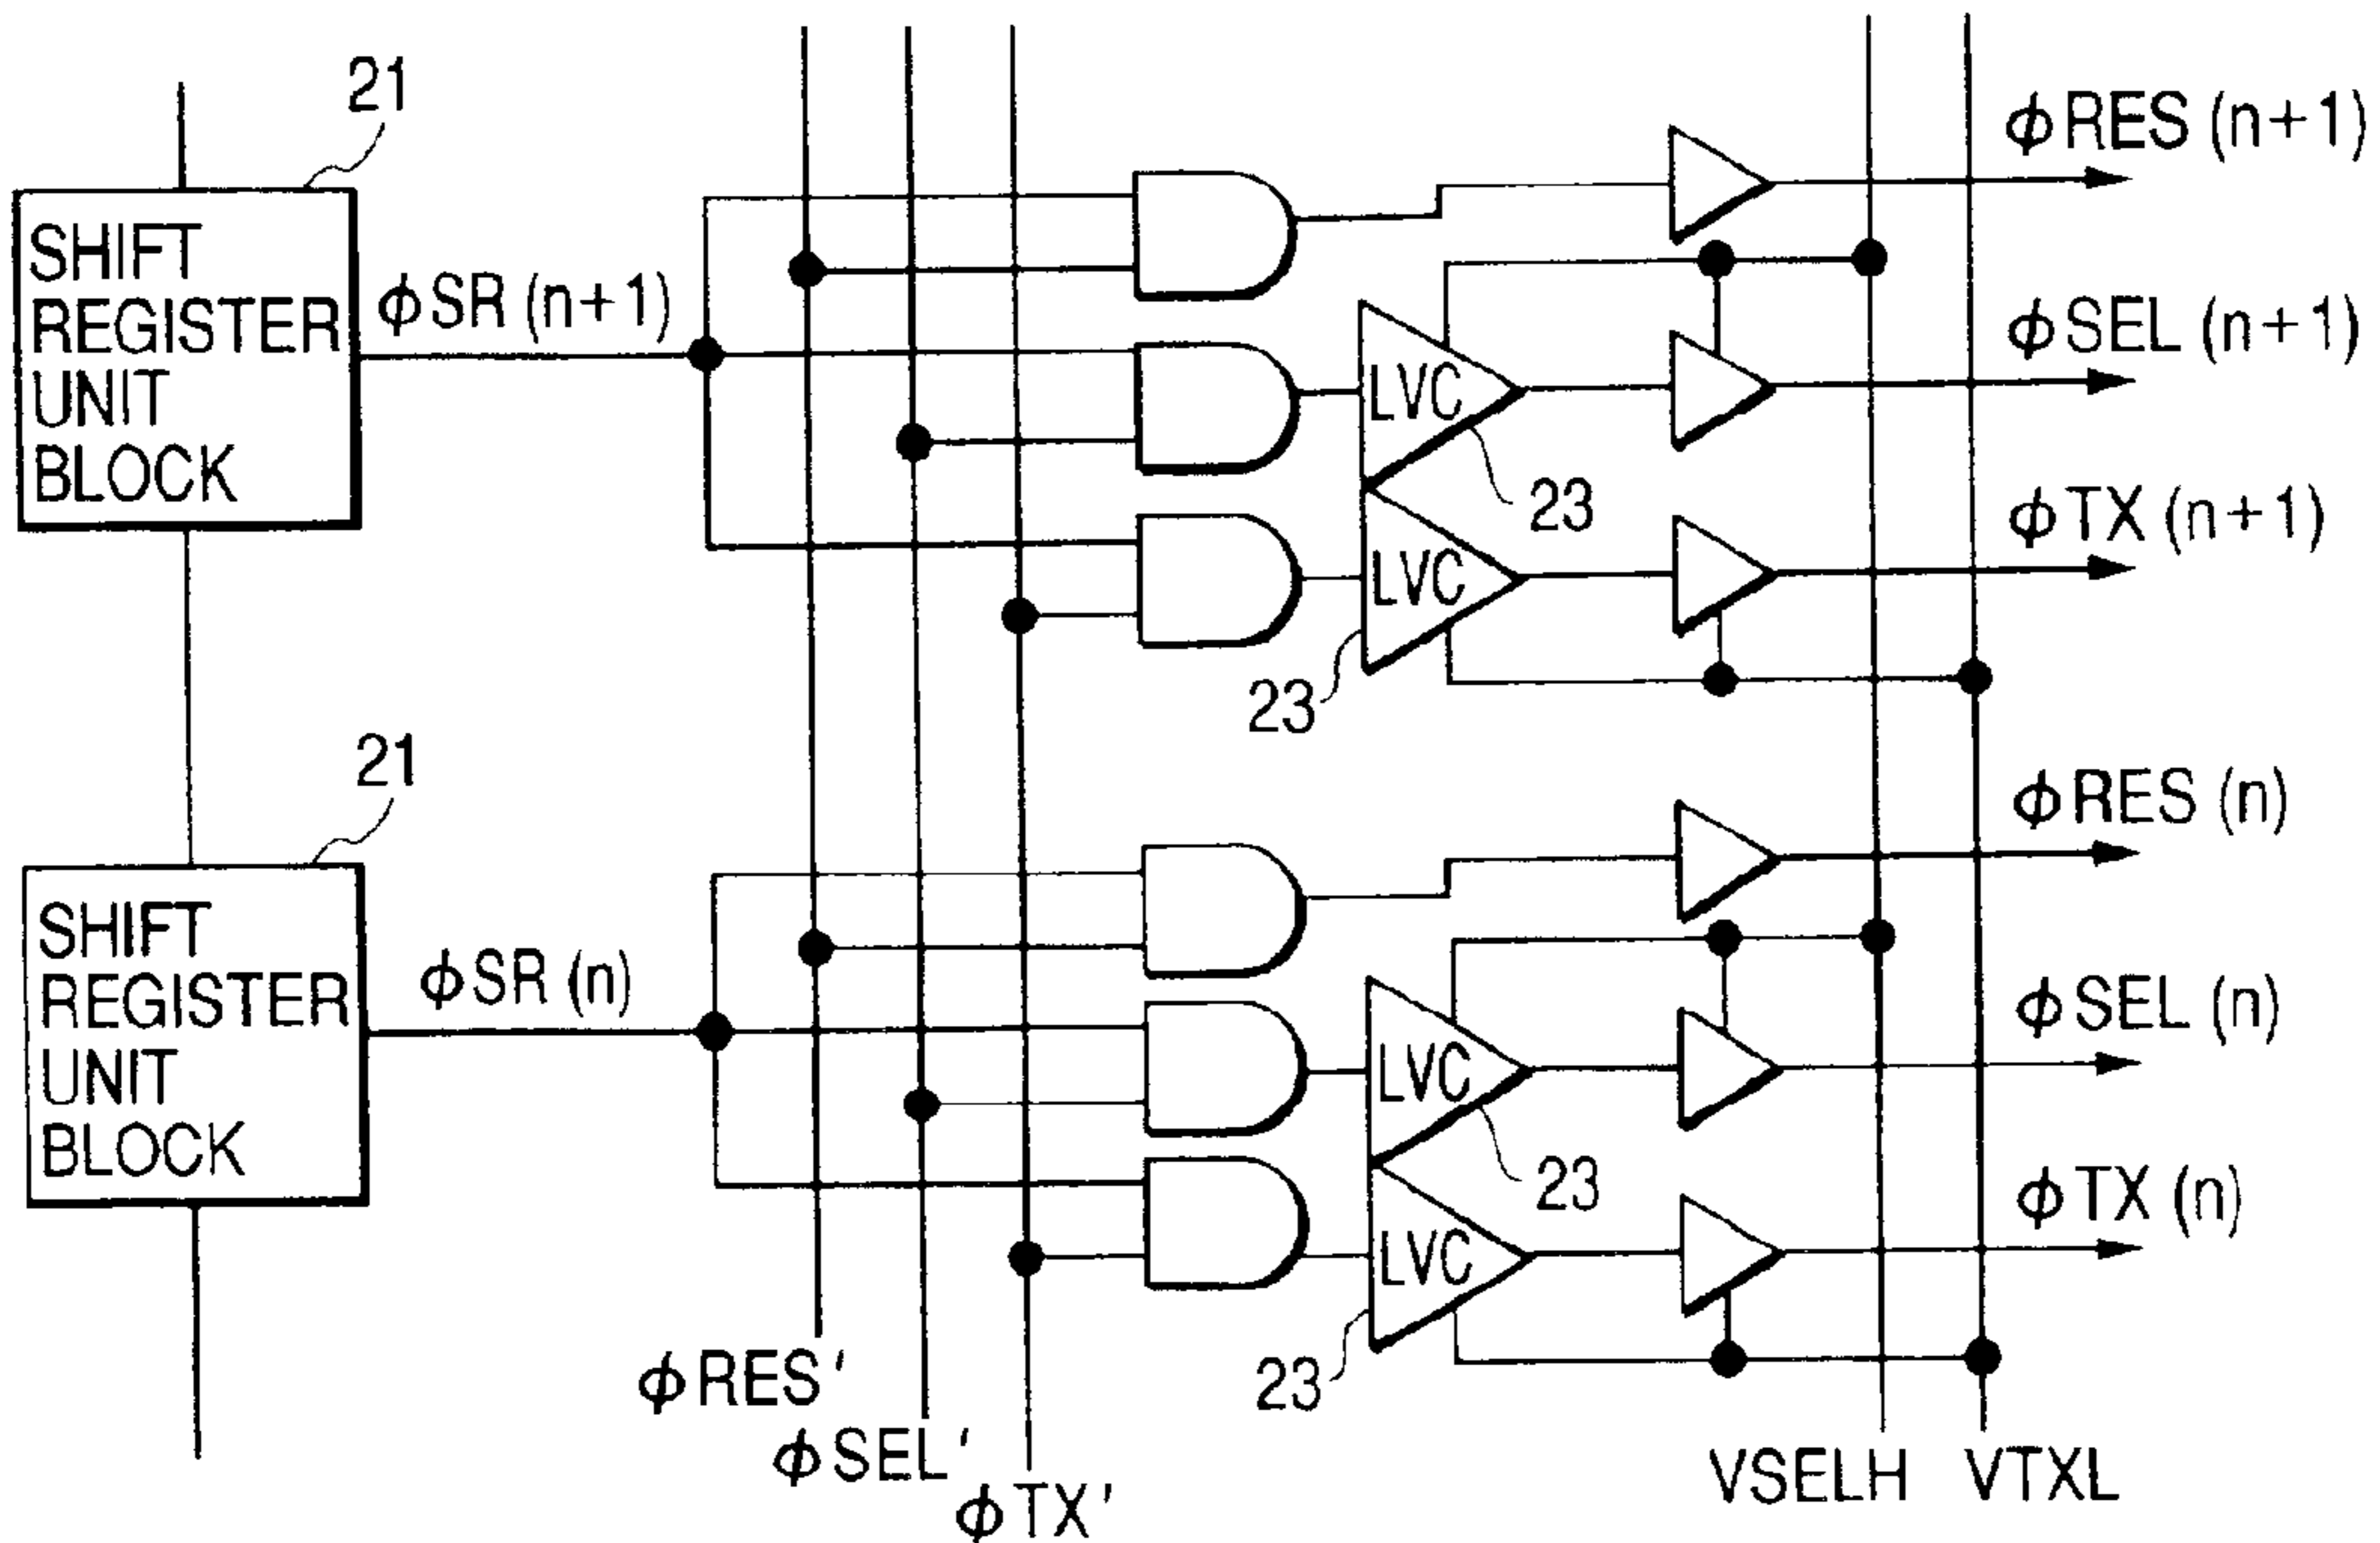 21
SHIFT
REGISTER
UNIT
BLOCK
ϕSR (n+1)
LVC
23
LVC
23
ϕRES (n+1)
ϕSEL (n+1)
ϕTX (n+1)
21
SHIFT
REGISTER
UNIT
BLOCK
ϕSR (n)
LVC
23
LVC
23
ϕRES (n)
ϕSEL (n)
ϕTX (n)
ϕRES'
ϕSEL'
ϕTX'
VSELH
VTXL